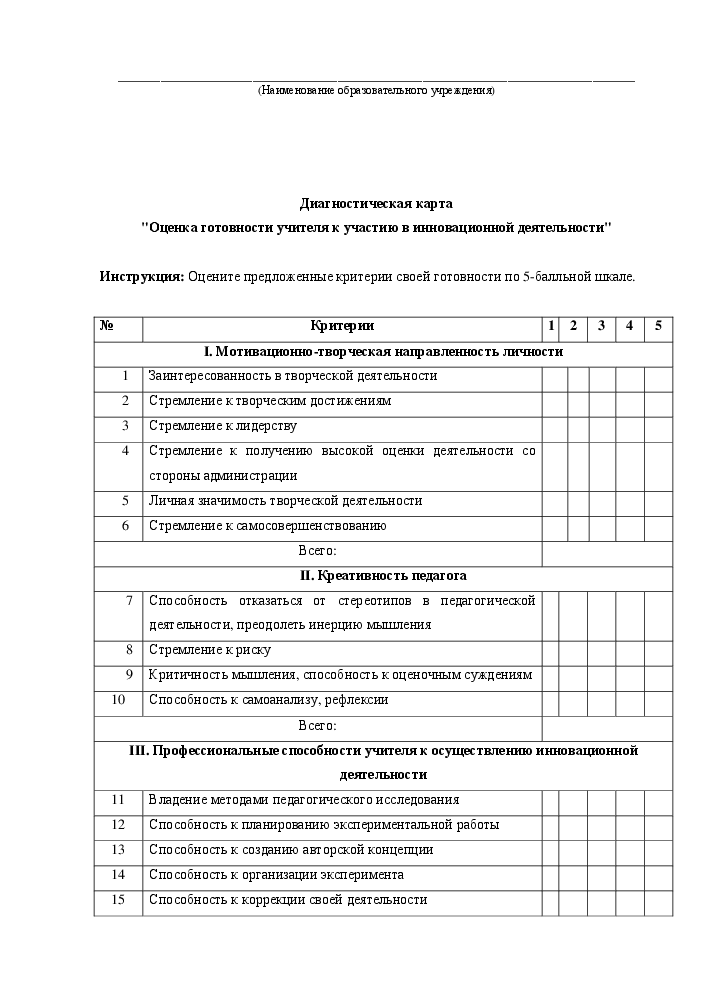 (Наименование образовательного учреждения)
Диагностическая карта
"Оценка готовности учителя к участию в инновационной деятельности"
Инструкция: Оцените предложенные критерии своей готовности по 5-балльной шкале.
№ Критерии 1 2 3 4 5
I. Мотивационно-творческая направленность личности
1 Заинтересованность в творческой деятельности
2 Стремление к творческим достижениям
3 Стремление к лидерству
4 Стремление к получению высокой оценки деятельности со
стороны администрации
5 Личная значимость творческой деятельности
6 Стремление к самосовершенствованию
Всего:
II. Креативность педагога
7 Способность отказаться от стереотипов в педагогической
деятельности, преодолеть инерцию мышления
8 Стремление к риску
9 Критичность мышления, способность к оценочным суждениям
10 Способность к самоанализу, рефлексии
Всего:
III. Профессиональные способности учителя к осуществлению инновационной
деятельности
11 Владение методами педагогического исследования
12 Способность к планированию экспериментальной работы
13 Способность к созданию авторской концепции
14 Способность к организации эксперимента
15 Способность к коррекции своей деятельности